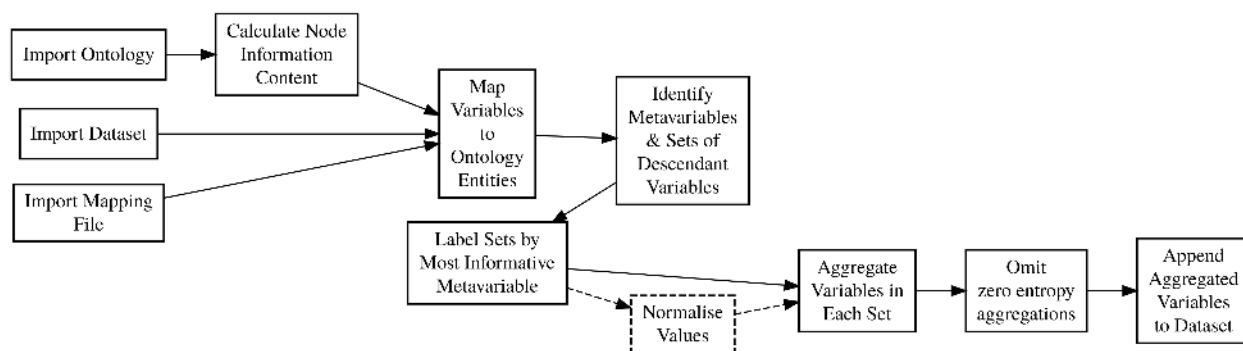 Import Ontology
Calculate Node
Information
Content
Import Dataset
Import Mapping
File
Map
Variables
to
Ontology
Entities
Identify
Metavariables
& Sets of
Descendant
Variables
Label Sets by
Most Informative
Metavariable
Normalise
Values
Aggregate
Variables in
Each Set
Omit
zero entropy
aggregations
Append
Aggregated
Variables
to Dataset